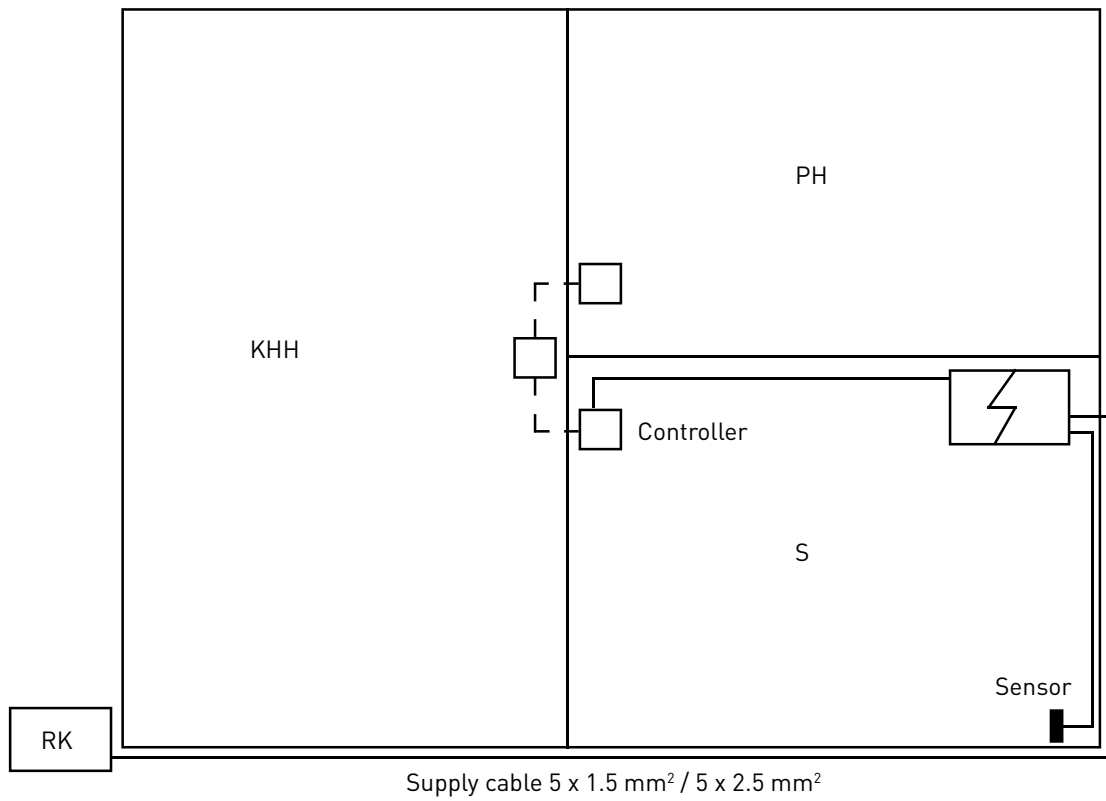 PH
KHH
Controller
S
Sensor
RK
Supply cable 5 x 1.5 mm² / 5 x 2.5 mm²